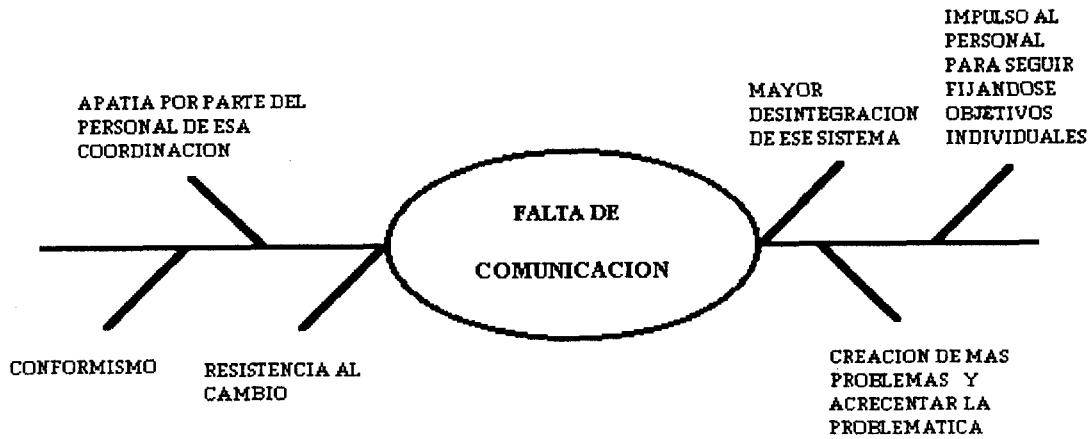 APATIA POR PARTE DEL
PERSONAL DE ESA
COORDINACION
CONFORMISMO
RESISTENCIA AL
CAMBIO
FALTA DE
COMUNICACION
MAYOR
DESINTEGRACION
DE ESE SISTEMA
IMPULSO AL
PERSONAL
PARA SEGUIR
FIJANDOSE
OBJETIVOS
INDIVIDUALES
CREACION DE MAS
PROBLEMAS Y
ACRECENTAR LA
PROBLEMATICA